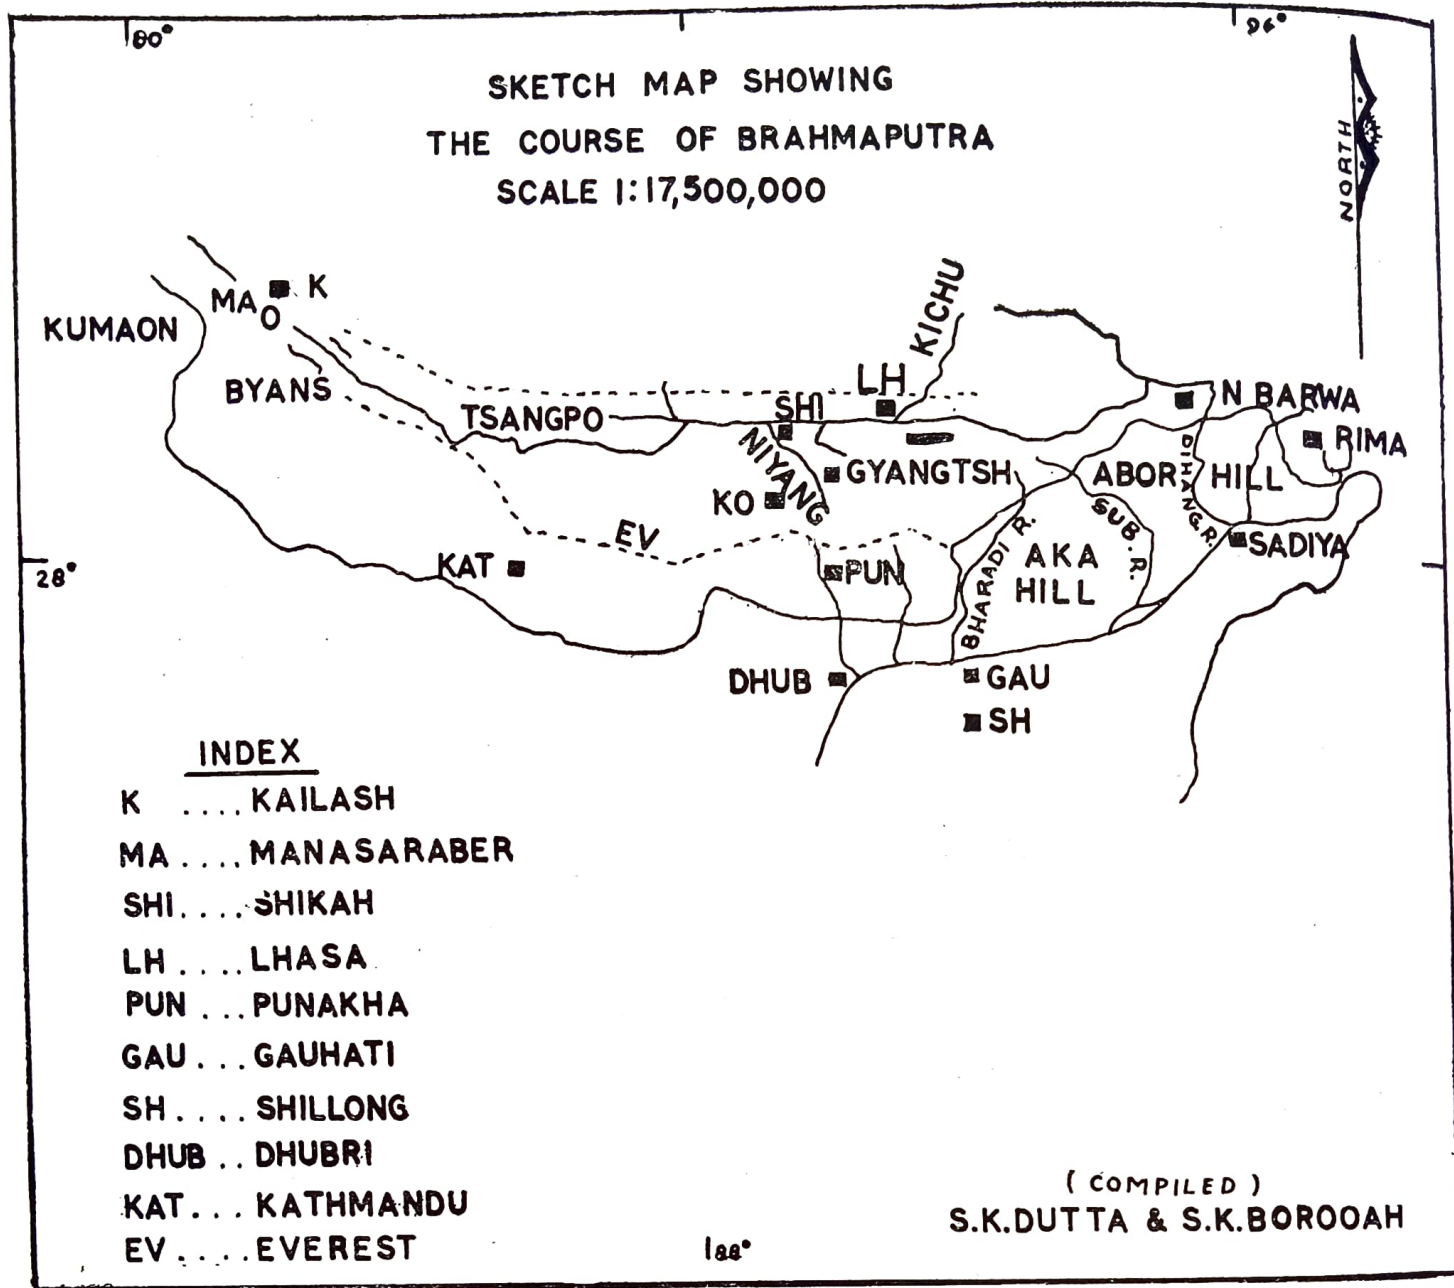 80°
96°
SKETCH MAP SHOWING
THE COURSE OF BRAHMAPUTRA
SCALE 1:17,500,000
NORTH
KICHU
K
MA
KUMAON
LH
BYANS
N BARWA
SHI
TSANGPO
RIMA
NIYANG
GYANGTSH
ABOR HILL
DIHANG.R.
KO
SUB.R.
EV
BHARADI R.
SADIYA
AKA
HILL
28°
KAT
PUN
DHUB
GAU
SH
INDEX
K .... KAILASH
MA .... MANASARABER
SHI.... SHIKAH
LH .... LHASA
PUN ... PUNAKHA
GAU ... GAUHATI
SH .... SHILLONG
DHUB .. DHUBRI
KAT... KATHMANDU
EV .... EVEREST
( COMPILED )
S.K.DUTTA & S.K.BOROOAH
88°